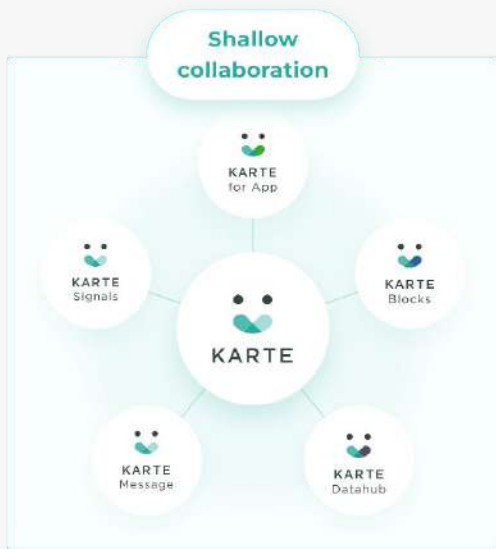 Shallow
collaboration
KARTE
for App
KARTE
Signals
KARTE
Blocks
KARTE
KARTE
Message
KARTE
Datahub